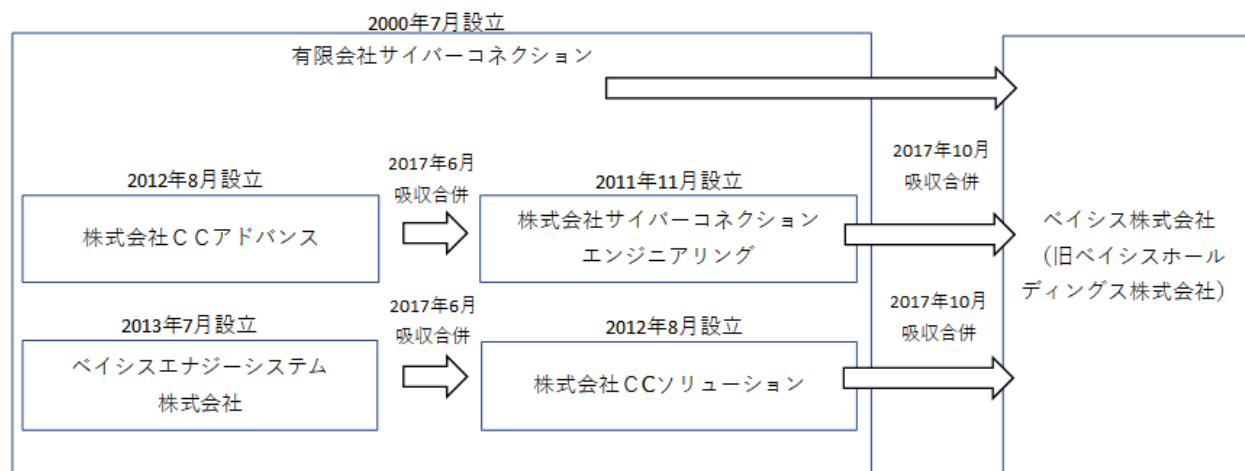 2000年7月設立
有限会社サイバーコネクション
2012年8月設立
株式会社ＣＣアドバンス
2017年6月
吸収合併
2011年11月設立
株式会社サイバーコネクション
エンジニアリング
2017年10月
吸収合併
2013年7月設立
ベイシスエナジーシステム
株式会社
2017年6月
吸収合併
2012年8月設立
株式会社ＣＣソリューション
2017年10月
吸収合併
ベイシス株式会社
（旧ベイシスホール
ディングス株式会社）